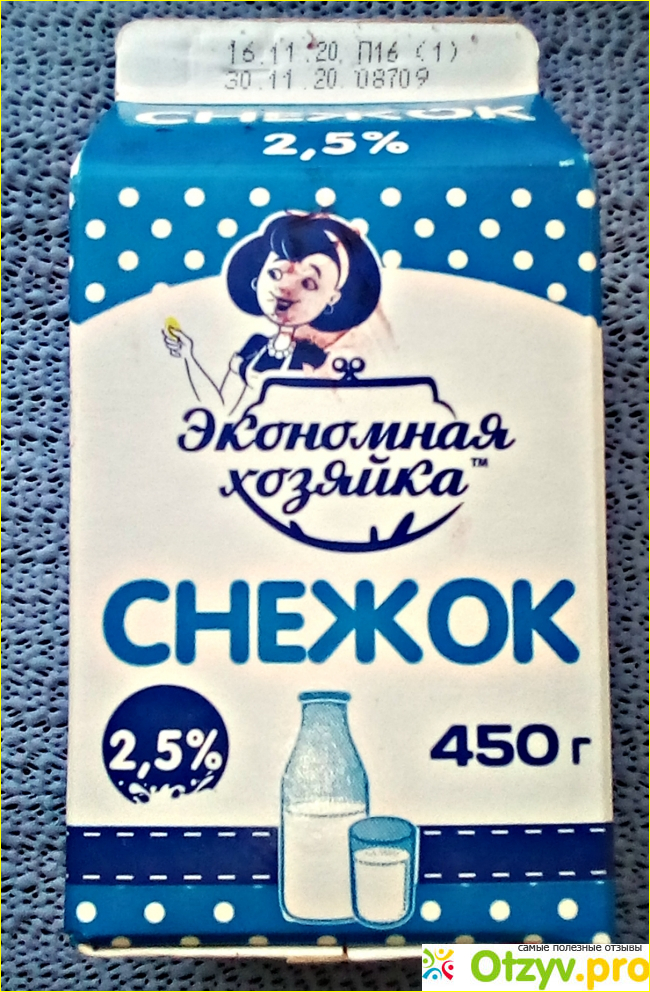 16.11.20 П16 (1)
30.11.20 08709
СНЕЖОК
2,5%
Экономная
хозяйка™
СНЕЖОК
2,5%
450 г
самые полезные отзывы
Otzyv.pro